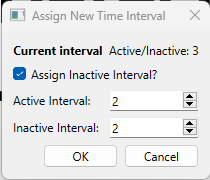 Assign New Time Interval
Current interval Active/Inactive: 3
Assign Inactive Interval?
Active Interval: 2
Inactive Interval: 2
OK Cancel